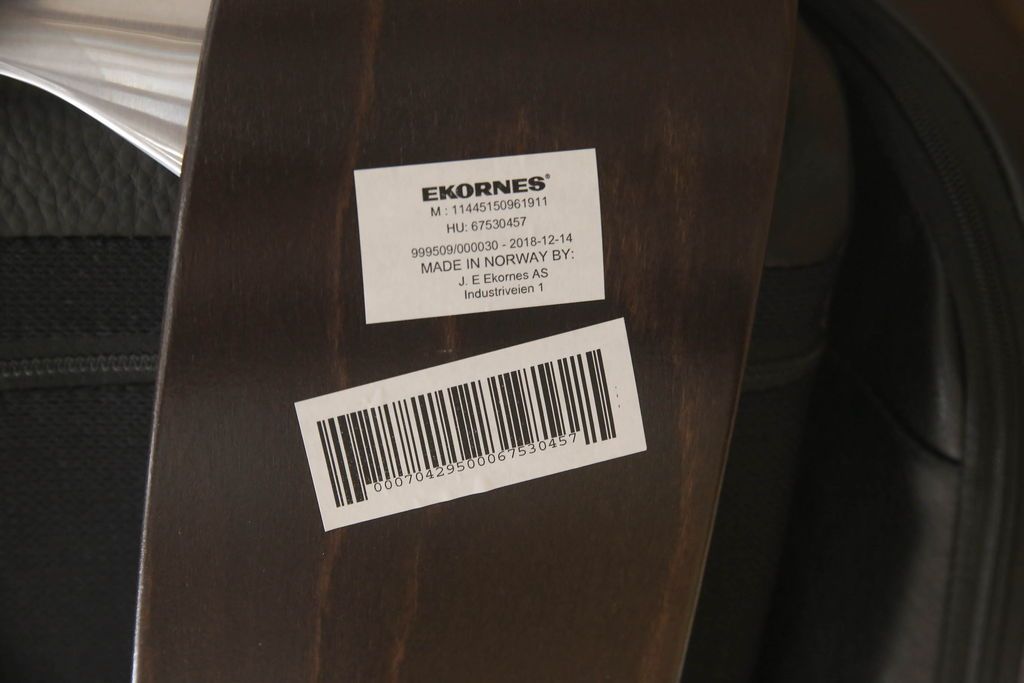 EKORNES®
M : 11445150961911
HU: 67530457
999509/000030 - 2018-12-14
MADE IN NORWAY BY:
J. E Ekornes AS
Industriveien 1
00070429500067530457